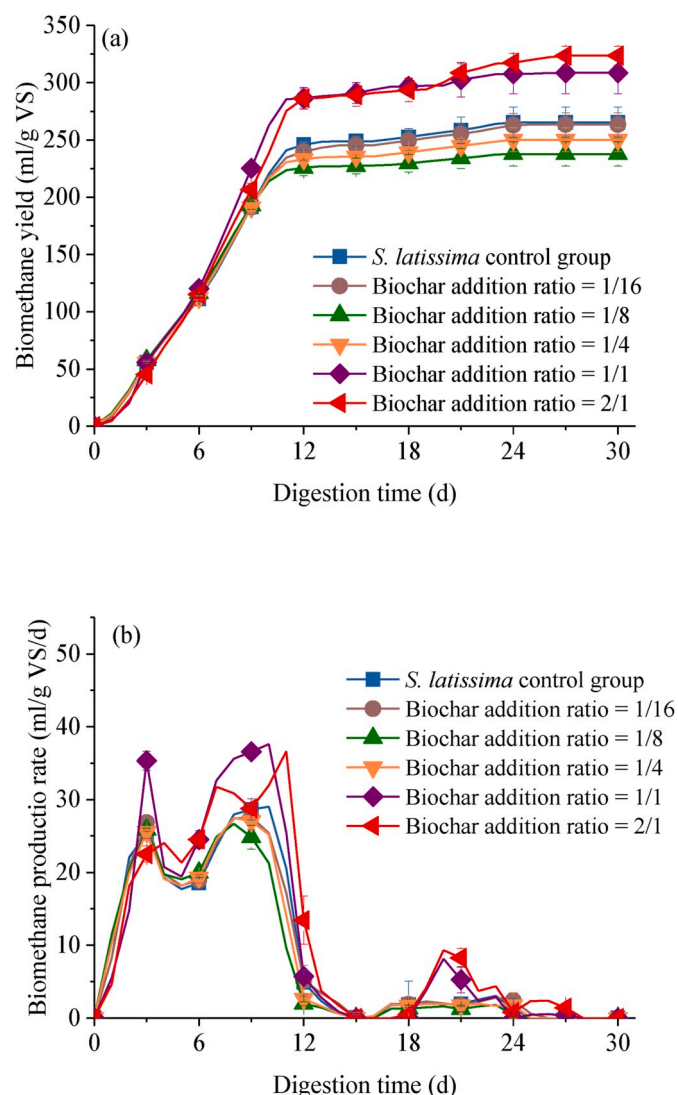 (a)
Biomethane yield (ml/g VS)
350
300
250
200
150
100
50
0
S. latissima control group
Biochar addition ratio = 1/16
Biochar addition ratio = 1/8
Biochar addition ratio = 1/4
Biochar addition ratio = 1/1
Biochar addition ratio = 2/1
0 6 12 18 24 30
Digestion time (d)
(b)
Biomethane productio rate (ml/g VS/d)
50
40
30
20
10
0
S. latissima control group
Biochar addition ratio = 1/16
Biochar addition ratio = 1/8
Biochar addition ratio = 1/4
Biochar addition ratio = 1/1
Biochar addition ratio = 2/1
0 6 12 18 24 30
Digestion time (d)